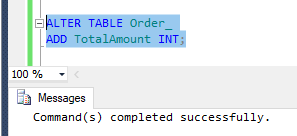 ALTER TABLE Order_
ADD TotalAmount INT;
100 %
Messages
Command(s) completed successfully.